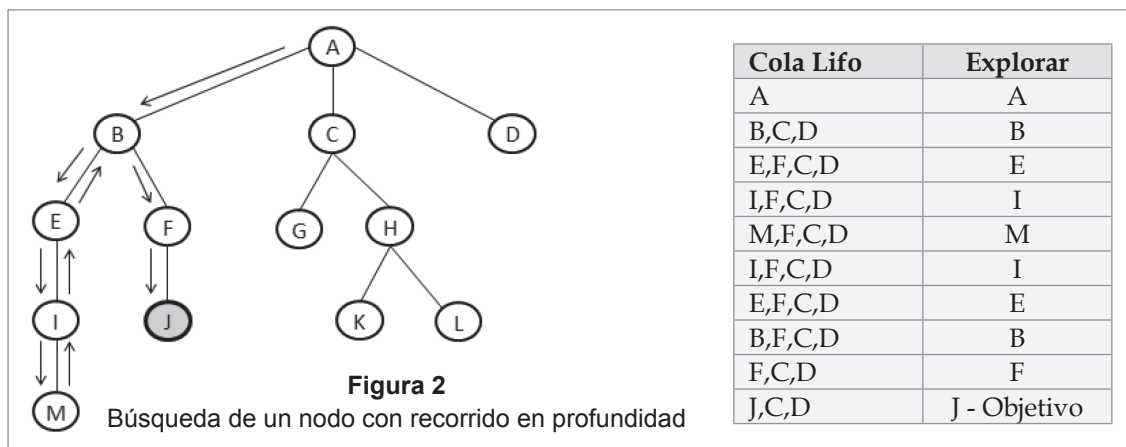 A
B
C
D
E
F
G
H
I
J
K
L
M
Figura 2
Búsqueda de un nodo con recorrido en profundidad
Cola Lifo Explorar
A A
B,C,D B
E,F,C,D E
I,F,C,D I
M,F,C,D M
I,F,C,D I
E,F,C,D E
B,F,C,D B
F,C,D F
J,C,D J - Objetivo